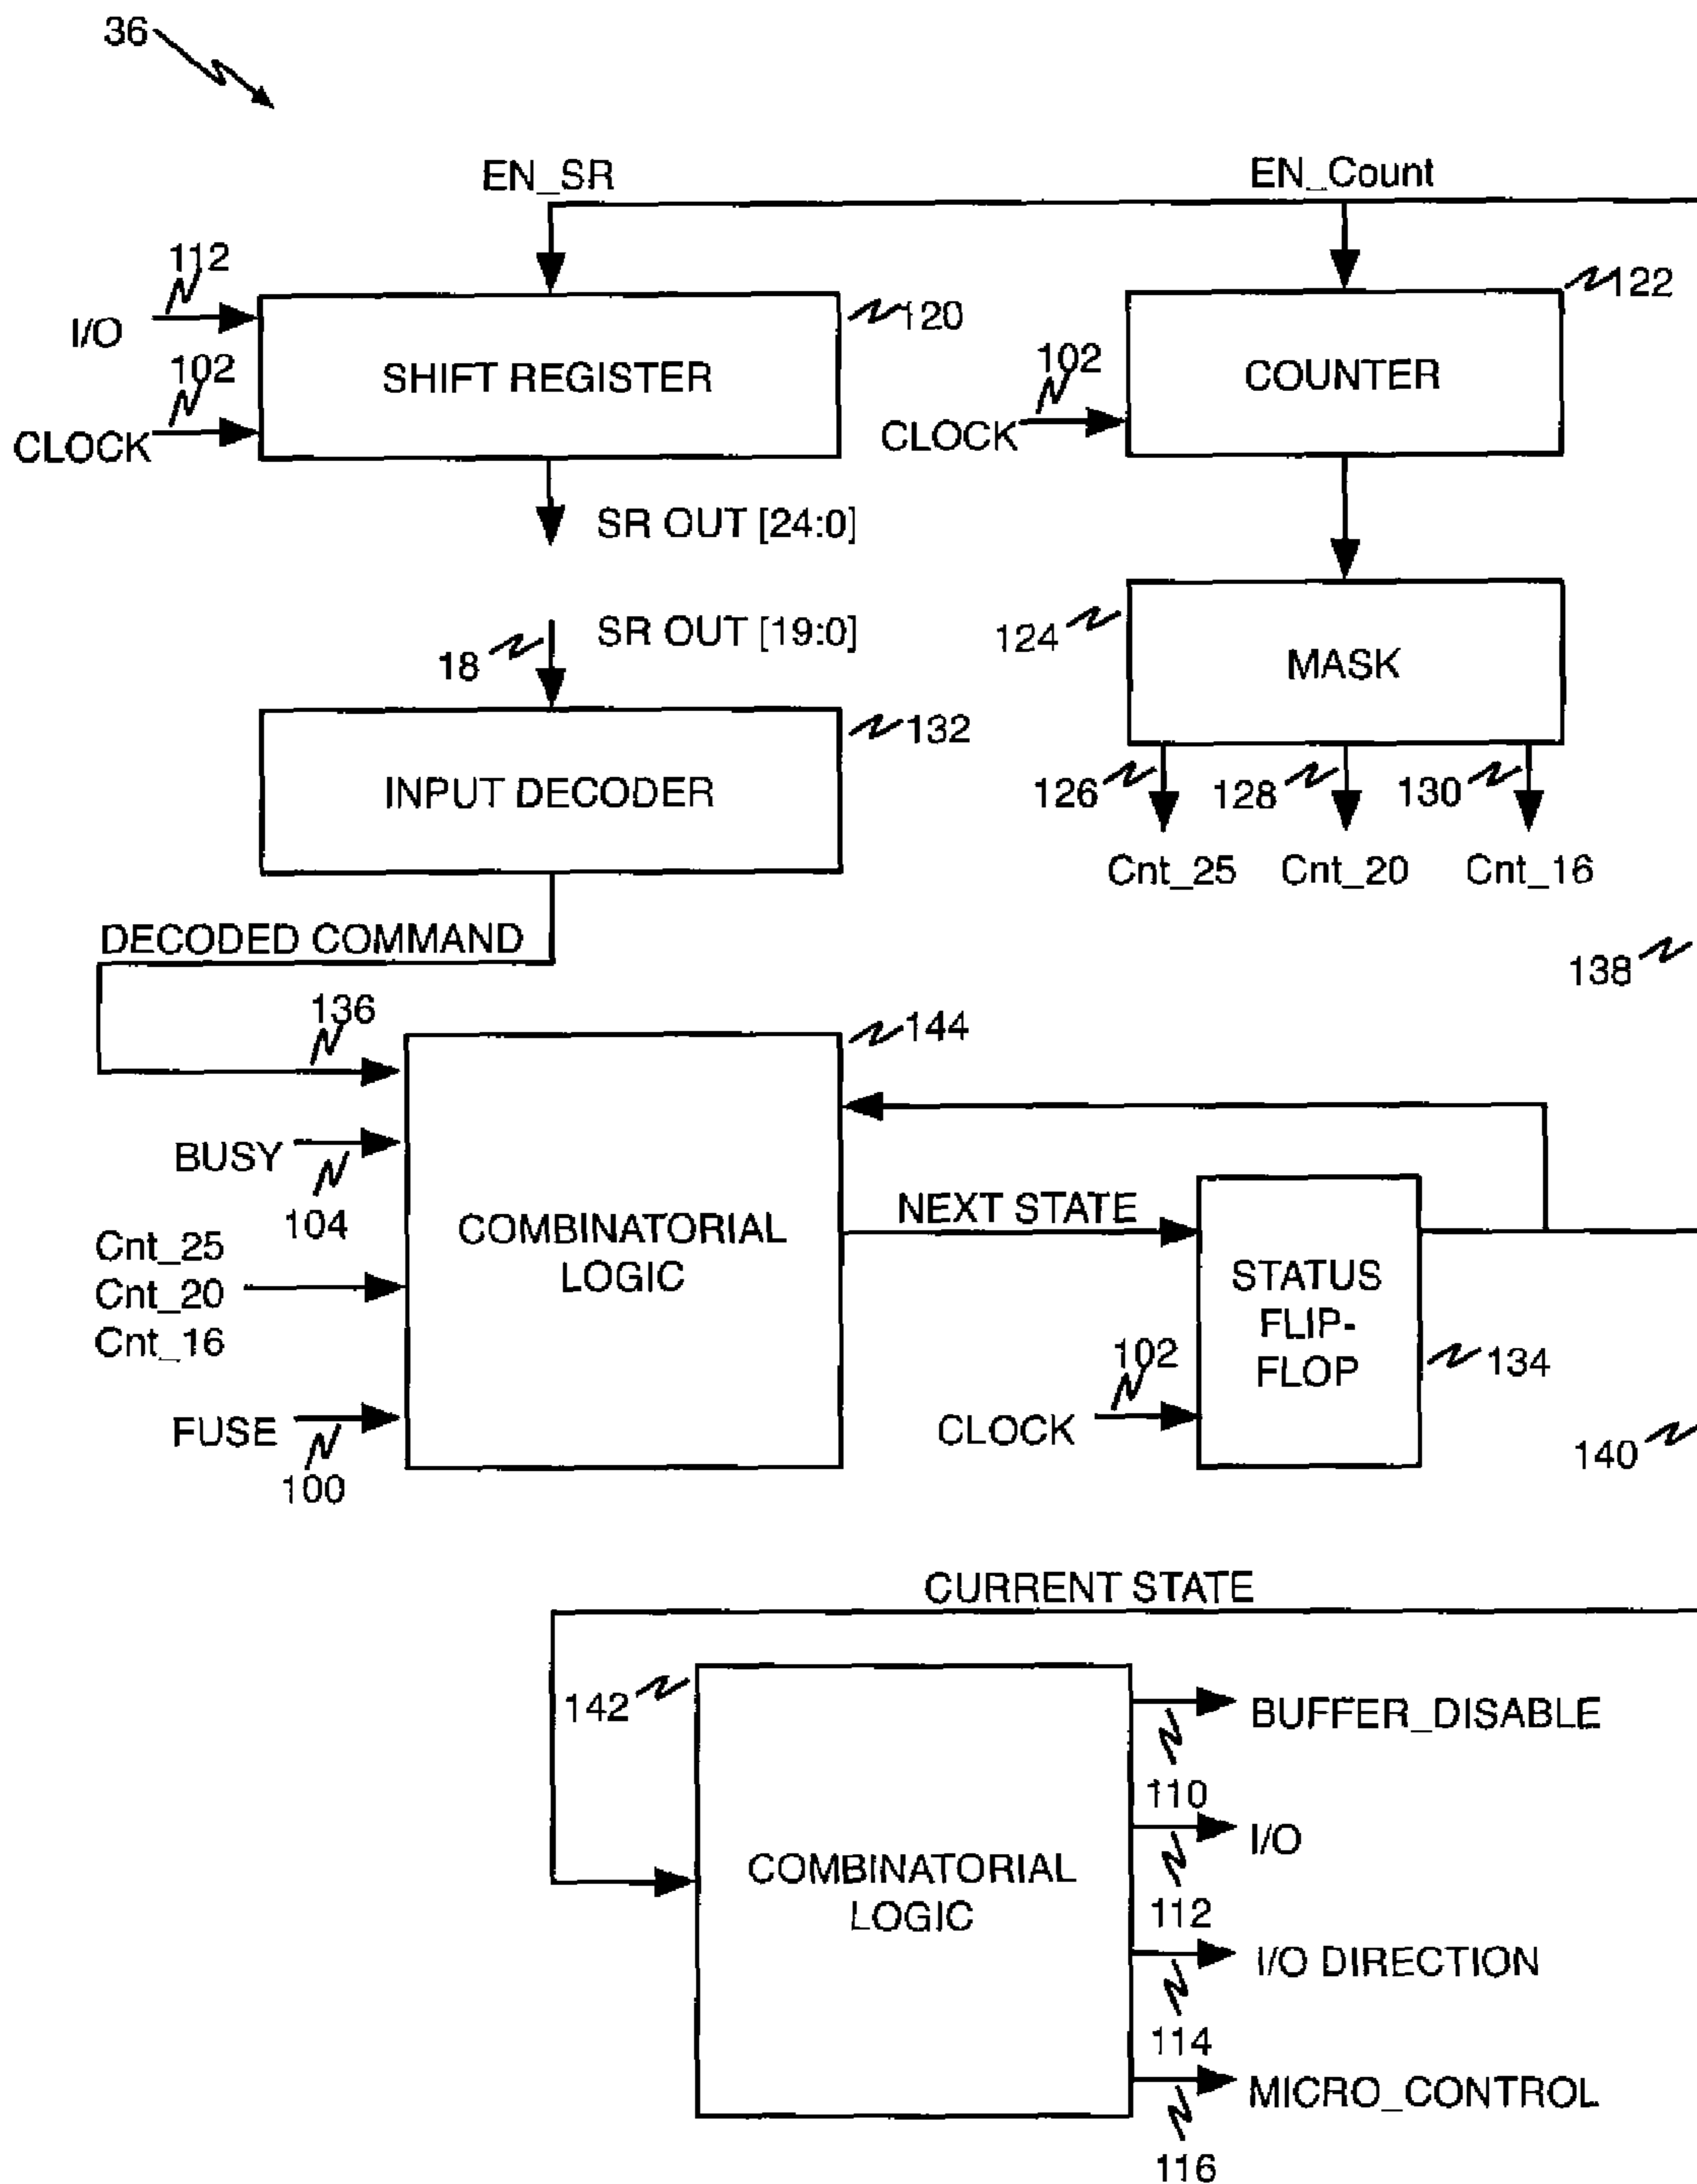 36
EN_SR
EN_Count
112
I/O
120
122
102
CLOCK
SHIFT REGISTER
102
CLOCK
COUNTER
SR OUT [24:0]
SR OUT [19:0]
18
124
MASK
132
INPUT DECODER
126
128
130
Cnt_25
Cnt_20
Cnt_16
DECODED COMMAND
138
136
144
BUSY
104
COMBINATORIAL
LOGIC
NEXT STATE
Cnt_25
Cnt_20
Cnt_16
STATUS
FLIP-
FLOP
134
102
CLOCK
FUSE
100
140
CURRENT STATE
142
BUFFER_DISABLE
110
I/O
COMBINATORIAL
LOGIC
112
I/O DIRECTION
114
MICRO_CONTROL
116